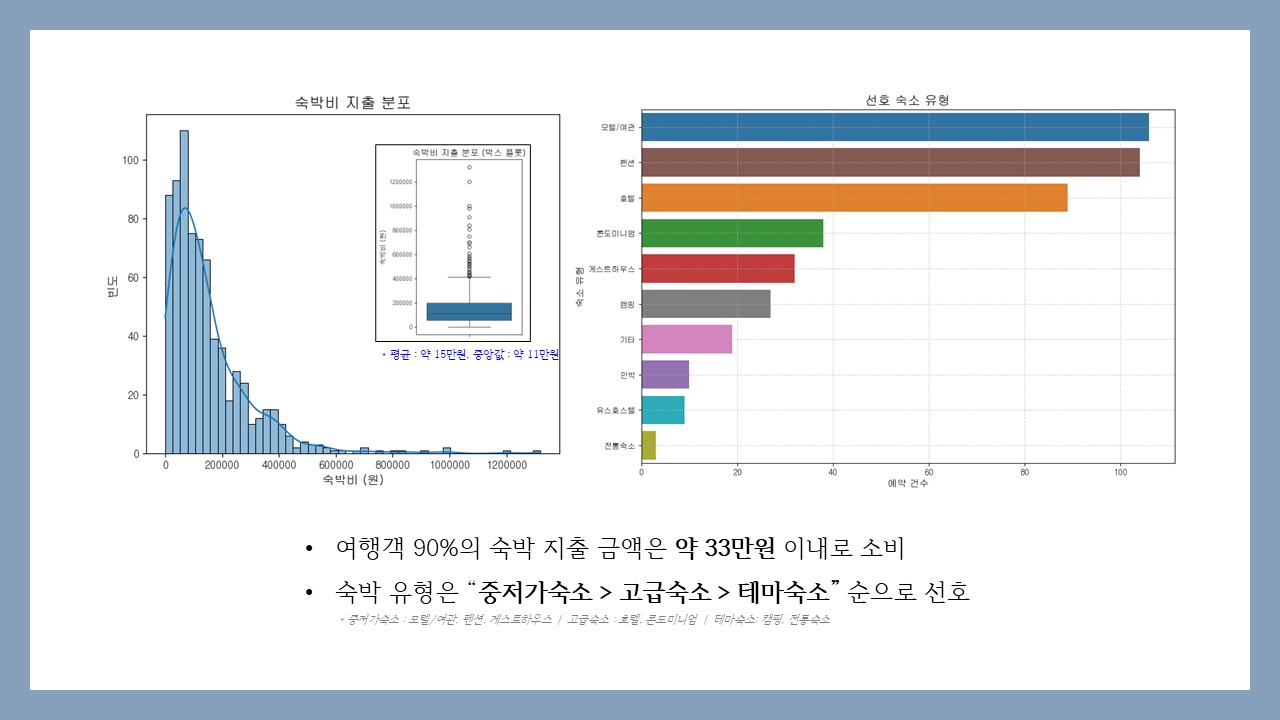 숙박비 지출 분포
빈도
100
80
60
40
20
0
0 200000 400000 600000 800000 1000000 1200000
숙박비 (원)
숙박비 지출 분포 (박스 플롯)
숙박비 (원)
1200000
1000000
800000
600000
400000
200000
0
* 평균 : 약 15만원, 중앙값 : 약 11만원
선호 숙소 유형
숙소 유형
모텔/여관
펜션
호텔
콘도미니엄
게스트하우스
캠핑
기타
민박
유스호스텔
전통숙소
0 20 40 60 80 100
예약 건수
• 여행객 90%의 숙박 지출 금액은 약 33만원 이내로 소비
• 숙박 유형은 “중저가숙소 > 고급숙소 > 테마숙소” 순으로 선호
* 중저가숙소 : 모텔/여관, 펜션, 게스트하우스 | 고급숙소 : 호텔, 콘도미니엄 | 테마숙소: 캠핑, 전통숙소